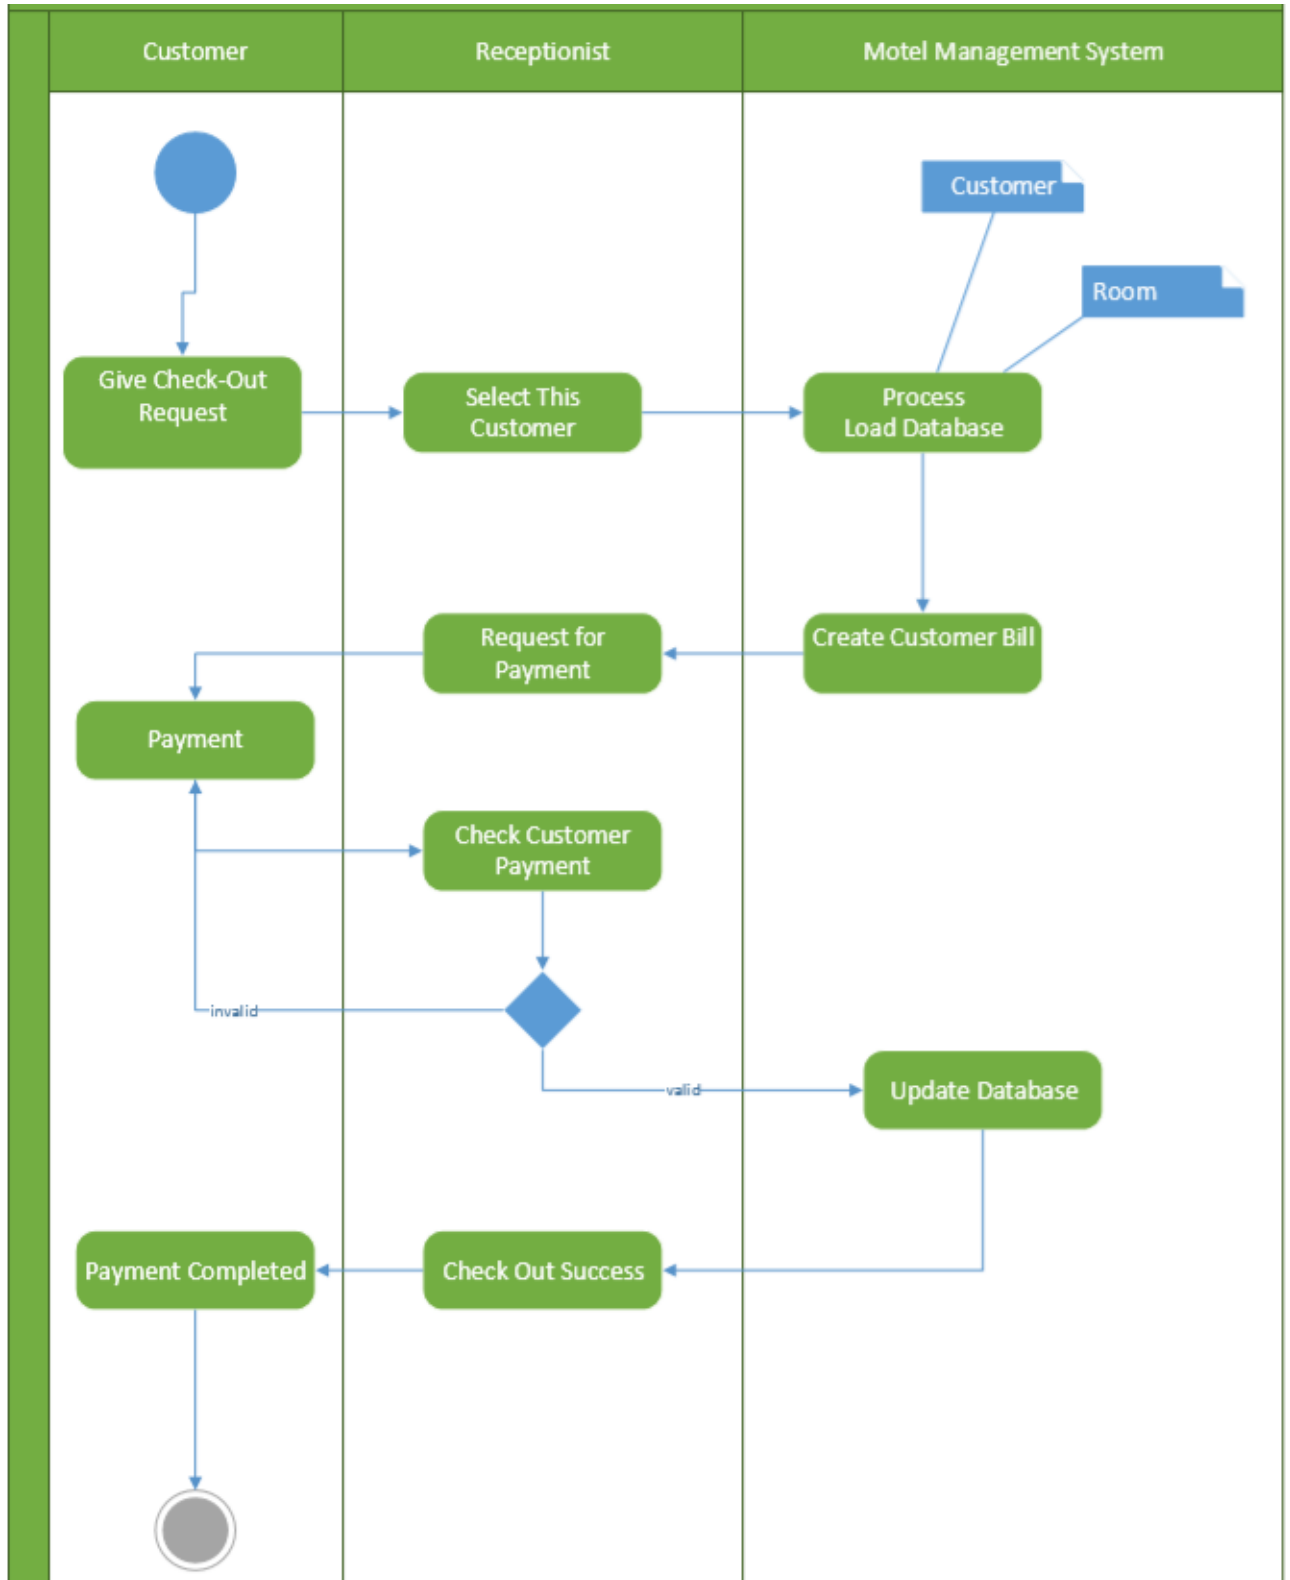 Customer
Receptionist
Motel Management System
Customer
Room
Give Check-Out
Request
Select This
Customer
Process
Load Database
Request for
Payment
Create Customer Bill
Payment
Check Customer
Payment
invalid
valid
Update Database
Payment Completed
Check Out Success